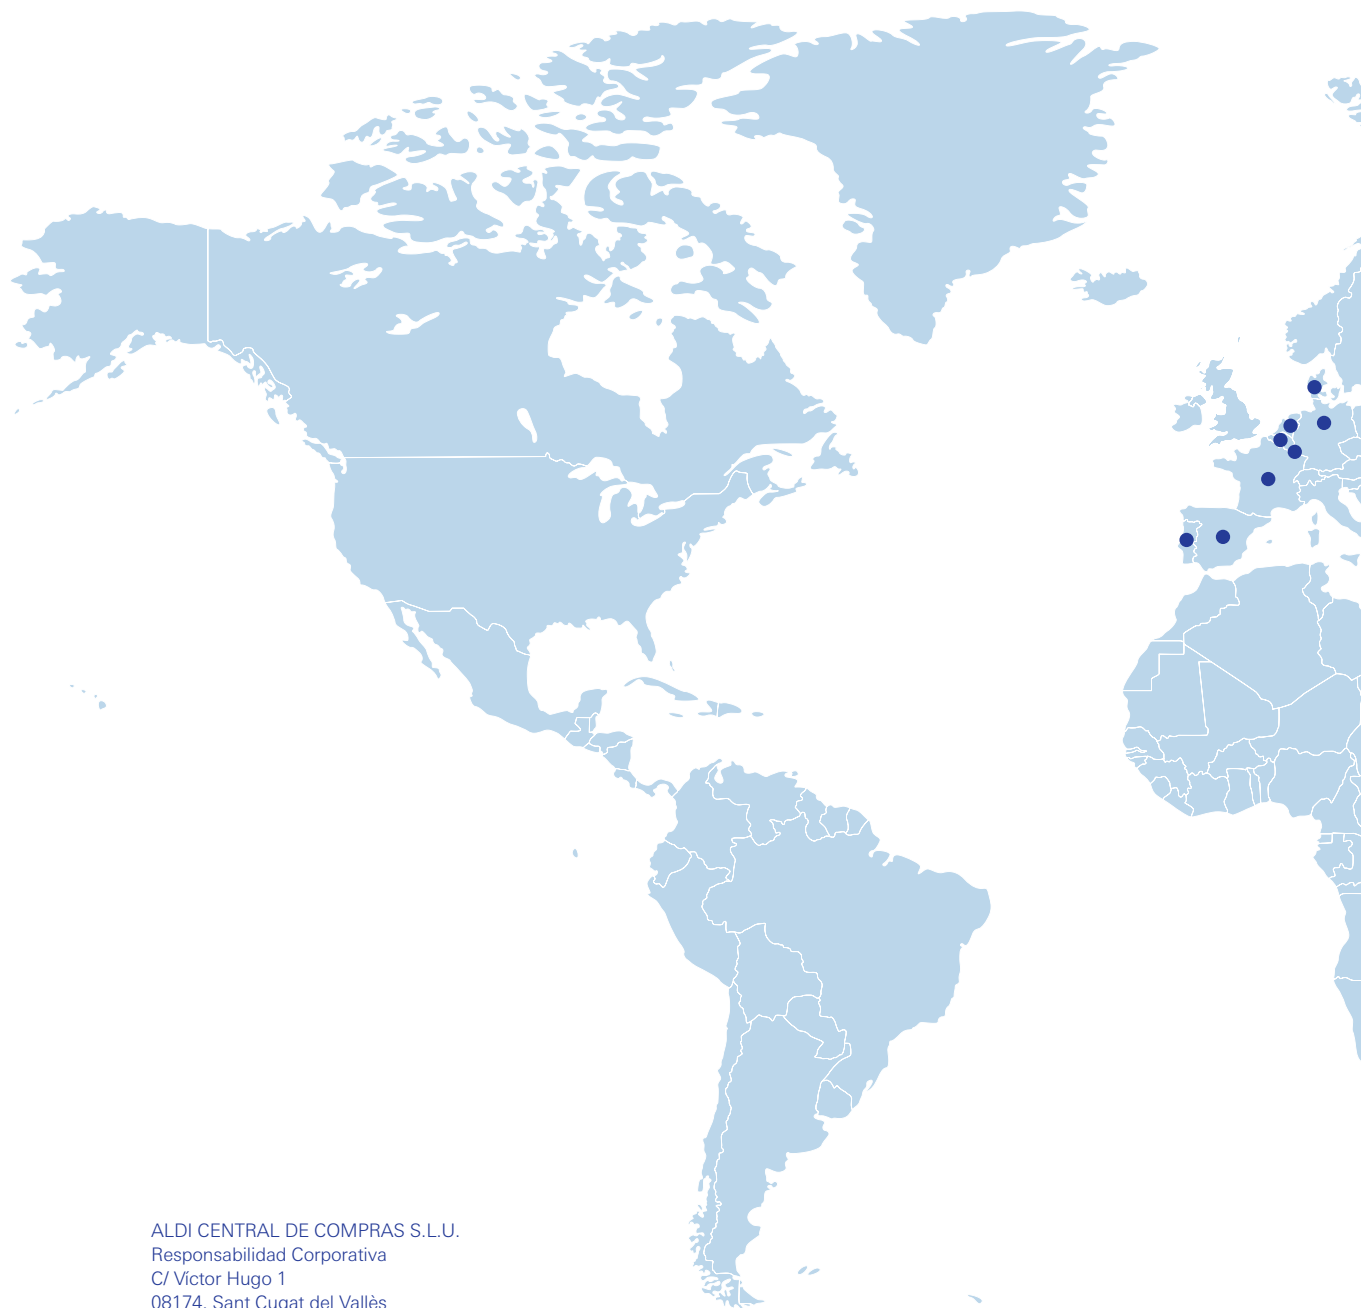 ALDI CENTRAL DE COMPRAS S.L.U.
Responsabilidad Corporativa
C/ Víctor Hugo 1
08174, Sant Cugat del Vallès